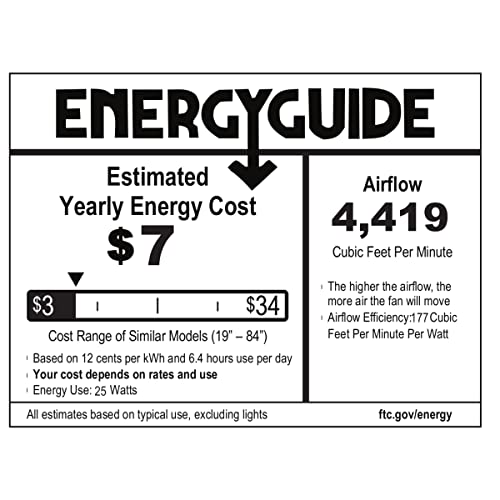 ENERGYGUIDE
Estimated
Yearly Energy Cost
$7
$3
$34
Cost Range of Similar Models (19” – 84”)
Based on 12 cents per kWh and 6.4 hours use per day
Your cost depends on rates and use
Energy Use: 25 Watts
Airflow
4,419
Cubic Feet Per Minute
The higher the airflow, the
more air the fan will move
Airflow Efficiency:177 Cubic
Feet Per Minute Per Watt
All estimates based on typical use, excluding lights
ftc.gov/energy